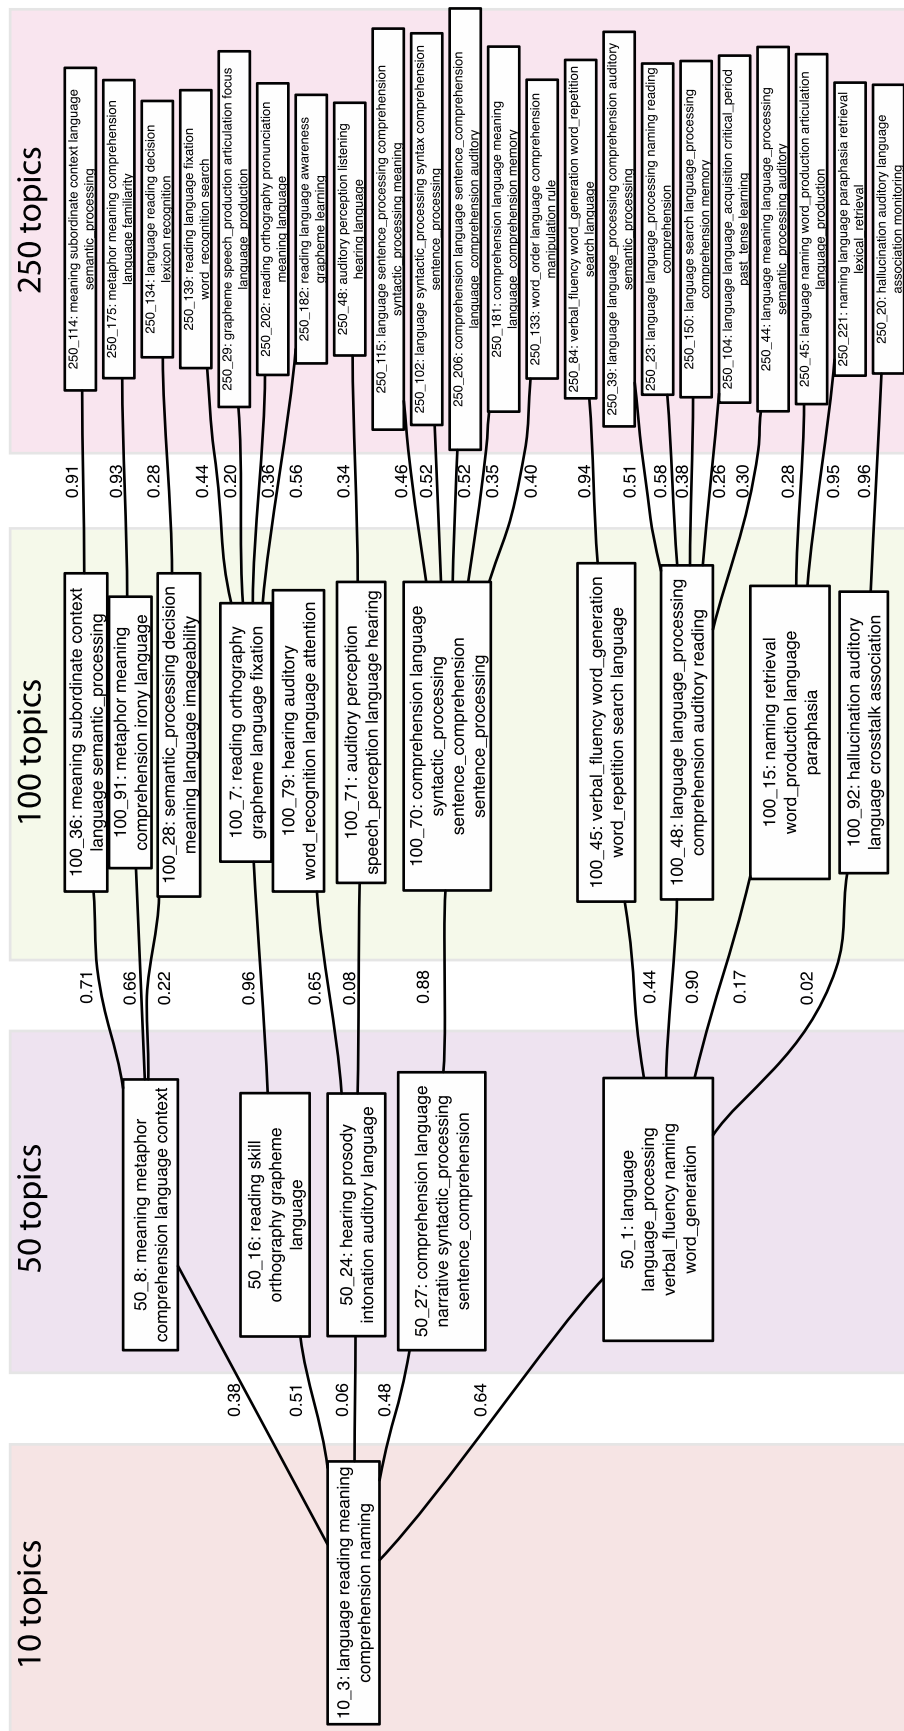 10 topics
50 topics
100 topics
250 topics
10_3: language reading meaning
comprehension naming
0.38
0.51
0.06
0.48
0.64
50_8: meaning metaphor
comprehension language context
50_16: reading skill
orthography grapheme
language
50_24: hearing prosody
intonation auditory language
50_27: comprehension language
narrative syntactic_processing
sentence_comprehension
50_1: language
language_processing
verbal_fluency naming
word_generation
0.71
0.66
0.22
0.96
0.65
0.08
0.88
0.44
0.90
0.17
0.02
100_36: meaning subordinate context
language semantic_processing
100_91: metaphor meaning
comprehension irony language
100_28: semantic_processing decision
meaning language imageability
100_7: reading orthography
grapheme language fixation
100_79: hearing auditory
word_recognition language attention
100_71: auditory perception
speech_perception language hearing
100_70: comprehension language
syntactic_processing
sentence_comprehension
sentence_processing
100_45: verbal_fluency word_generation
word_repetition search language
100_48: language language_processing
comprehension auditory reading
100_15: naming retrieval
word_production language
paraphasia
100_92: hallucination auditory
language crosstalk association
0.91
0.93
0.28
0.44
0.20
0.36
0.56
0.34
0.46
0.52
0.52
0.35
0.40
0.94
0.51
0.58
0.38
0.26
0.30
0.28
0.95
0.96
250_114: meaning subordinate context language
semantic_processing
250_175: metaphor meaning comprehension
language familiarity
250_134: language reading decision
lexicon recognition
250_139: reading language fixation
word_recognition search
250_29: grapheme speech_production articulation focus
language_production
250_202: reading orthography pronunciation
meaning language
250_182: reading language awareness
grapheme learning
250_48: auditory perception listening
hearing language
250_115: language sentence_processing comprehension
syntactic_processing meaning
250_102: language syntactic_processing syntax comprehension
sentence_processing
250_206: comprehension language sentence_comprehension
language_comprehension auditory
250_181: comprehension language meaning
language_comprehension memory
250_133: word_order language comprehension
manipulation rule
250_84: verbal_fluency word_generation word_repetition
search language
250_39: language language_processing comprehension auditory
semantic_processing
250_23: language language_processing naming reading
comprehension
250_150: language search language_processing
comprehension memory
250_104: language language_acquisition critical_period
past_tense learning
250_44: language meaning language_processing
semantic_processing auditory
250_45: language naming word_production articulation
language_production
250_221: naming language paraphasia retrieval
lexical_retrieval
250_20: hallucination auditory language
association monitoring